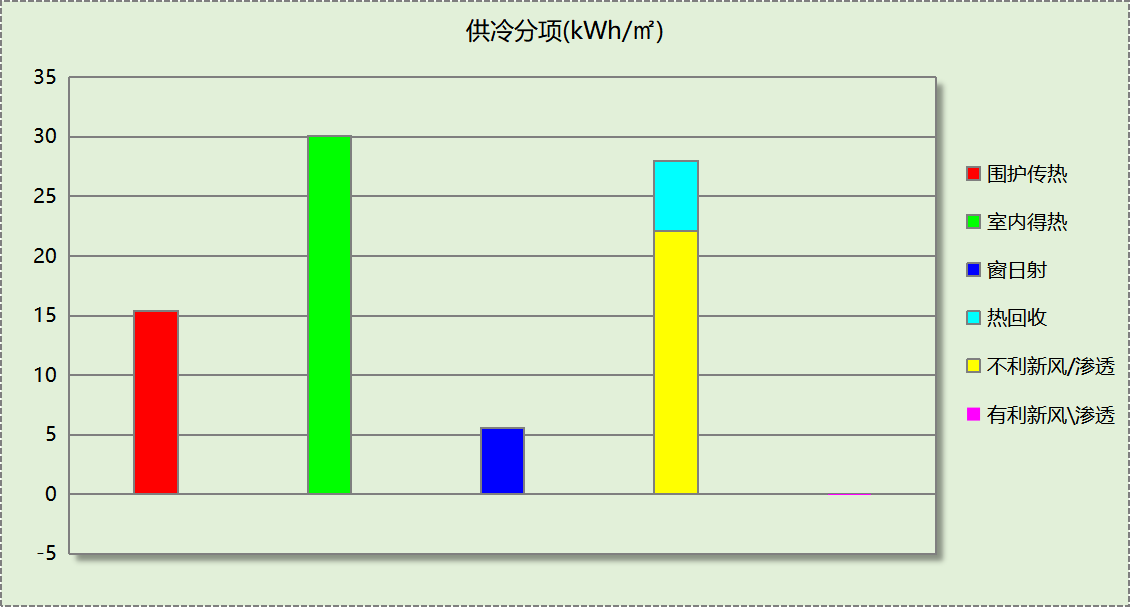 供冷分项(kWh/㎡)
35
30
25
20
15
10
5
0
-5
围护传热
室内得热
窗日射
热回收
不利新风/渗透
有利新风\渗透